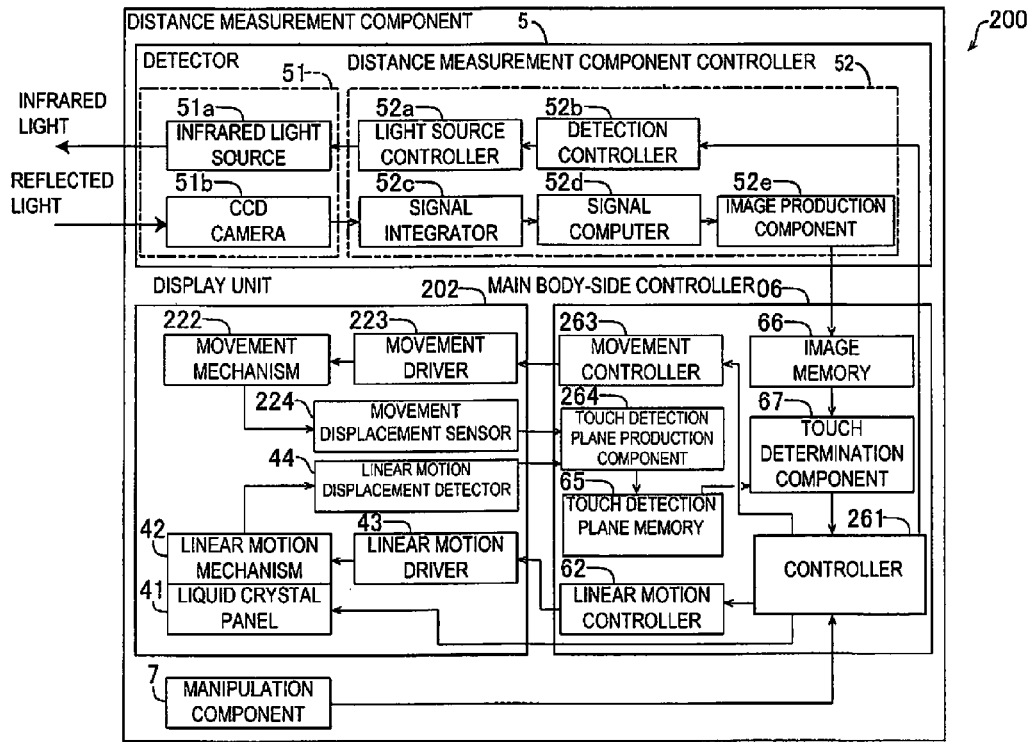 DISTANCE MEASUREMENT COMPONENT
5
200
DETECTOR
51
DISTANCE MEASUREMENT COMPONENT CONTROLLER
52
INFRARED
LIGHT
51a
INFRARED LIGHT
SOURCE
52a
LIGHT SOURCE
CONTROLLER
52b
DETECTION
CONTROLLER
REFLECTED
LIGHT
51b
CCD
CAMERA
52c
SIGNAL
INTEGRATOR
52d
SIGNAL
COMPUTER
52e
IMAGE PRODUCTION
COMPONENT
DISPLAY UNIT
202
MAIN BODY-SIDE CONTROLLER
06
222
MOVEMENT
MECHANISM
223
MOVEMENT
DRIVER
263
MOVEMENT
CONTROLLER
66
IMAGE
MEMORY
224
MOVEMENT
DISPLACEMENT SENSOR
264
TOUCH DETECTION
PLANE PRODUCTION
COMPONENT
67
TOUCH
DETERMINATION
COMPONENT
44
LINEAR MOTION
DISPLACEMENT DETECTOR
65
TOUCH DETECTION
PLANE MEMORY
42
LINEAR MOTION
MECHANISM
43
LINEAR MOTION
DRIVER
62
LINEAR MOTION
CONTROLLER
261
CONTROLLER
41
LIQUID CRYSTAL
PANEL
7
MANIPULATION
COMPONENT